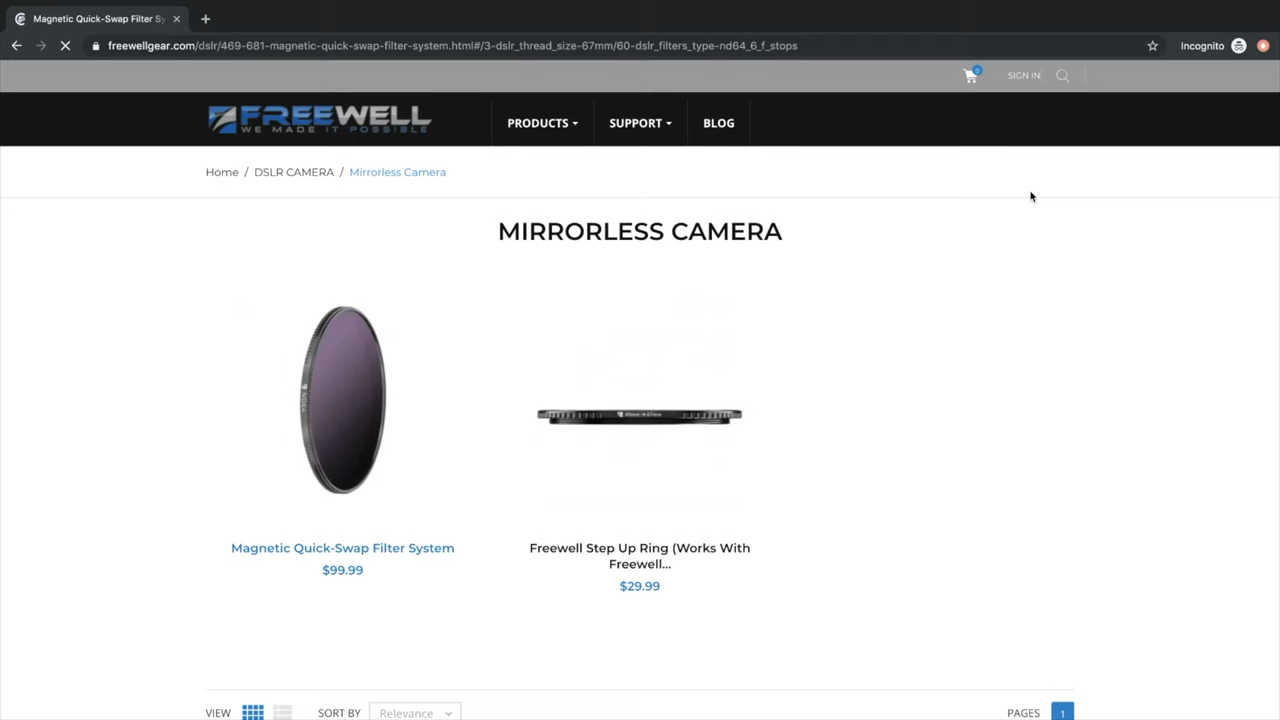 Magnetic Quick-Swap Filter Sy
freewellgear.com/dslr/469-681-magnetic-quick-swap-filter-system.html#/3-dslr_thread_size-67mm/60-dslr_filters_type-nd64_6_f_stops
Incognito
0
SIGN IN
FREEWELL
WE MADE IT POSSIBLE
PRODUCTS
SUPPORT
BLOG
Home / DSLR CAMERA / Mirrorless Camera
MIRRORLESS CAMERA
Magnetic Quick-Swap Filter System
$99.99
Freewell Step Up Ring (Works With
Freewell...
$29.99
VIEW
SORT BY
Relevance
PAGES
1